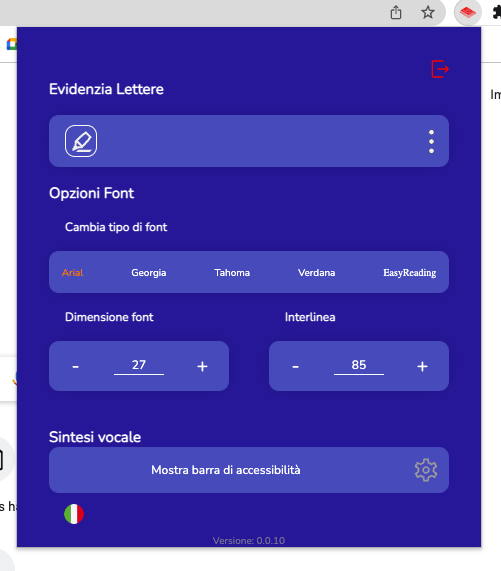 Evidenzia Lettere
Opzioni Font
Cambia tipo di font
Arial Georgia Tahoma Verdana EasyReading
Dimensione font Interlinea
- 27 + - 85 +
Sintesi vocale
Mostra barra di accessibilità
Versione: 0.0.10